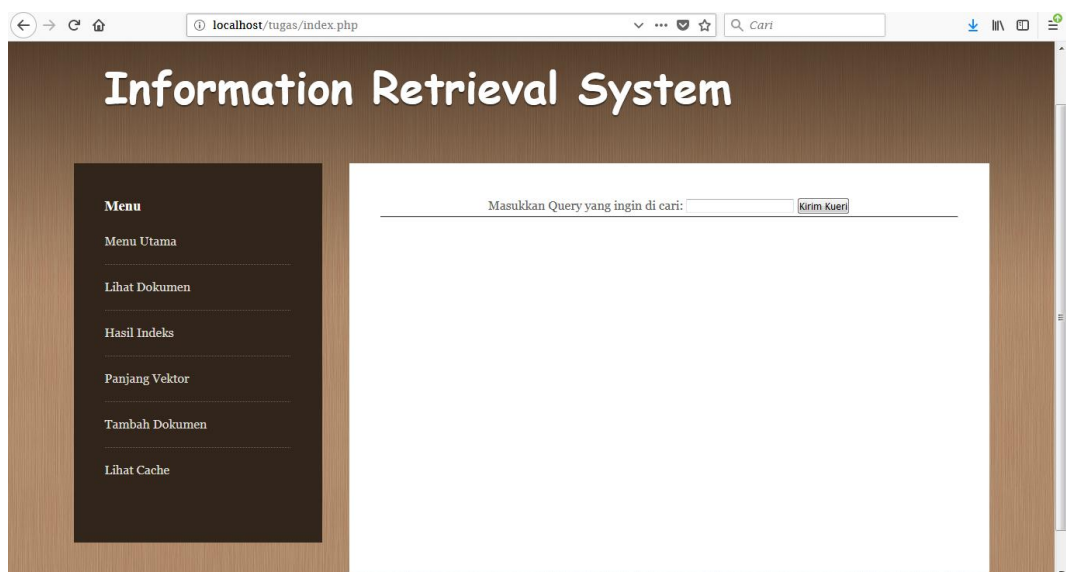 localhost/tugas/index.php
Cari
Information Retrieval System
Menu
Menu Utama
Lihat Dokumen
Hasil Indeks
Panjang Vektor
Tambah Dokumen
Lihat Cache
Masukkan Query yang ingin di cari:
Kirim Kueri